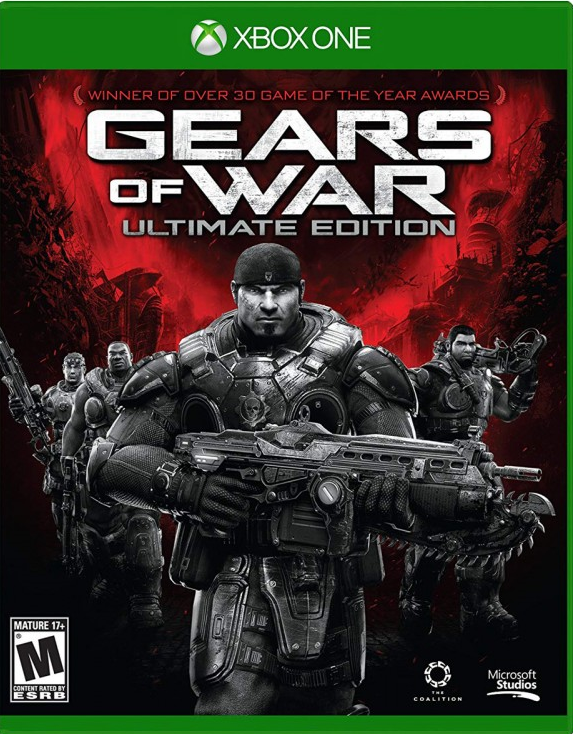 XBOX ONE
WINNER OF OVER 30 GAME OF THE YEAR AWARDS
GEARS
OF WAR
ULTIMATE EDITION
MATURE 17+
M
®
CONTENT RATED BY
ESRB
THE
COALITION
Microsoft
Studios